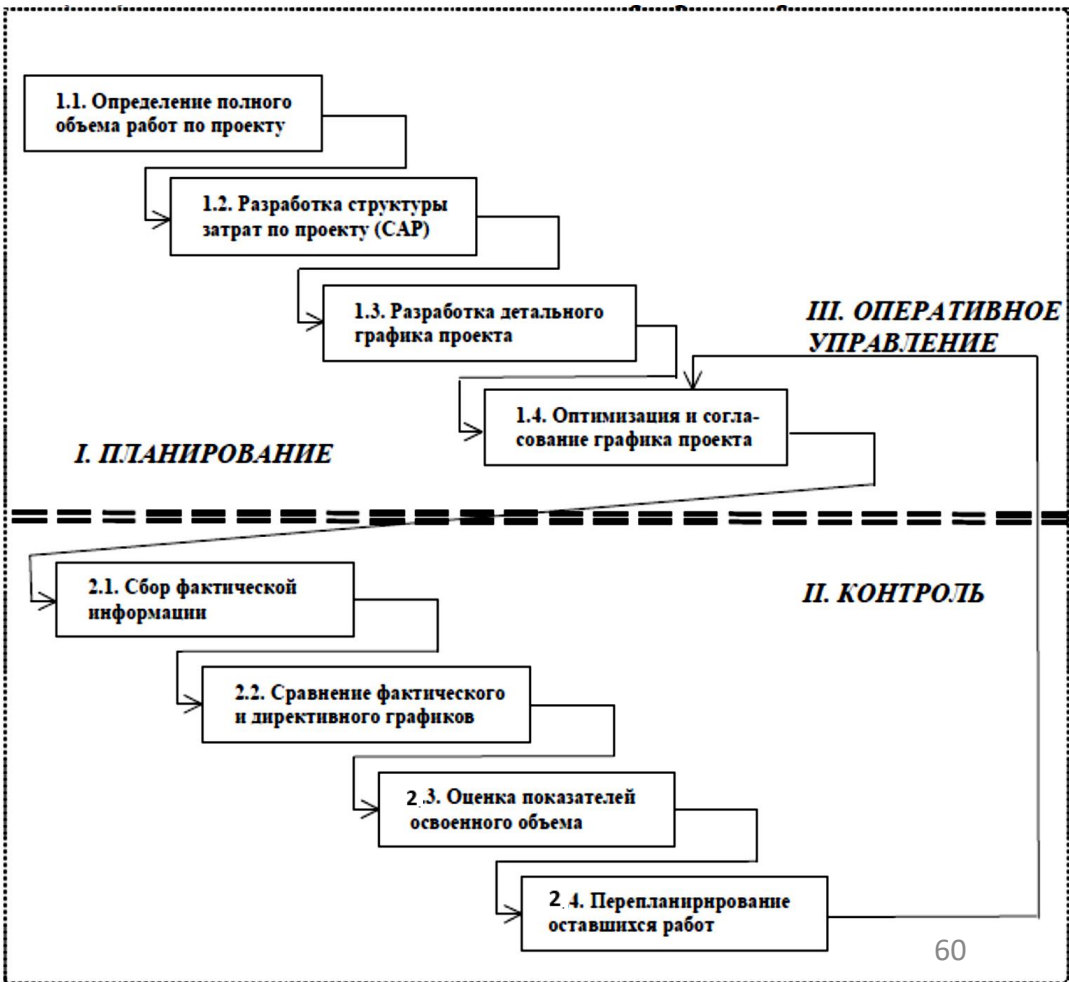 1.1. Определение полного
объема работ по проекту
1.2. Разработка структуры
затрат по проекту (САР)
1.3. Разработка детального
графика проекта
III. ОПЕРАТИВНОЕ
УПРАВЛЕНИЕ
1.4. Оптимизация и согла-
сование графика проекта
I. ПЛАНИРОВАНИЕ
2.1. Сбор фактической
информации
II. КОНТРОЛЬ
2.2. Сравнение фактического
и директивного графиков
2.3. Оценка показателей
освоенного объема
2.4. Перепланирнрование
оставшихся работ
60